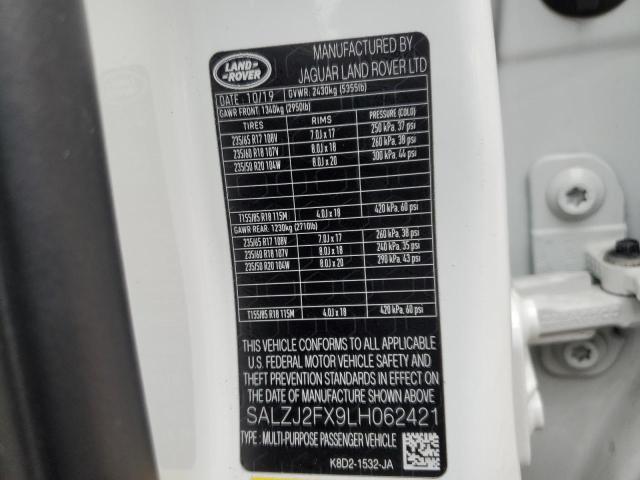 LAND-
ROVER
MANUFACTURED BY
JAGUAR LAND ROVER LTD
DATE : 10/19 GVWR: 2430kg (5355lb)
GAWR FRONT: 1340kg (2950lb)
TIRES RIMS PRESSURE (COLD)
235/65 R17 108V 7.0J x 17 250 kPa, 37 psi
235/60 R18 107V 8.0J x 18 260 kPa, 38 psi
235/50 R20 104W 8.0J x 20 300 kPa, 44 psi
T155/85 R18 115M 4.0J x 18 420 kPa, 60 psi
GAWR REAR: 1230kg (2710lb)
235/65 R17 108V 7.0J x 17 260 kPa, 38 psi
235/60 R18 107V 8.0J x 18 240 kPa, 35 psi
235/50 R20 104W 8.0J x 20 290 kPa, 43 psi
T155/85 R18 115M 4.0J x 18 420 kPa, 60 psi
THIS VEHICLE CONFORMS TO ALL APPLICABLE
U.S. FEDERAL MOTOR VEHICLE SAFETY AND
THEFT PREVENTION STANDARDS IN EFFECT ON
THE DATE OF MANUFACTURE SHOWN ABOVE
SALZJ2FX9LH062421
TYPE: MULTI-PURPOSE PASSENGER VEHICLE
K8D2-1532-JA